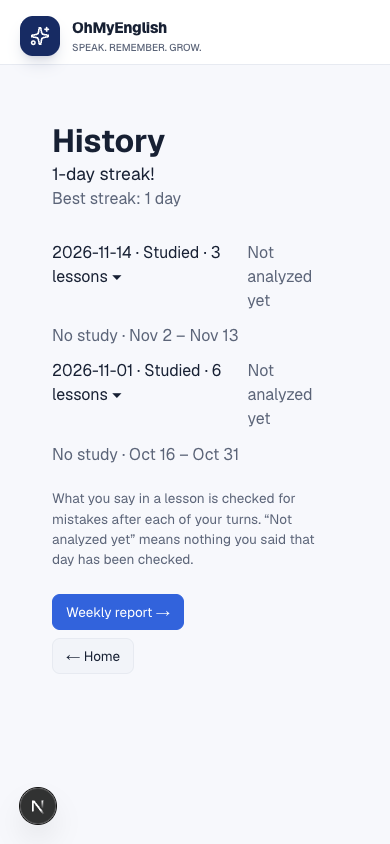 OhMyEnglish
SPEAK. REMEMBER. GROW.
History
1-day streak!
Best streak: 1 day
2026-11-14 · Studied · 3
lessons
Not
analyzed
yet
No study · Nov 2 – Nov 13
2026-11-01 · Studied · 6
lessons
Not
analyzed
yet
No study · Oct 16 – Oct 31
What you say in a lesson is checked for
mistakes after each of your turns. “Not
analyzed yet” means nothing you said that
day has been checked.
Weekly report →
← Home
N